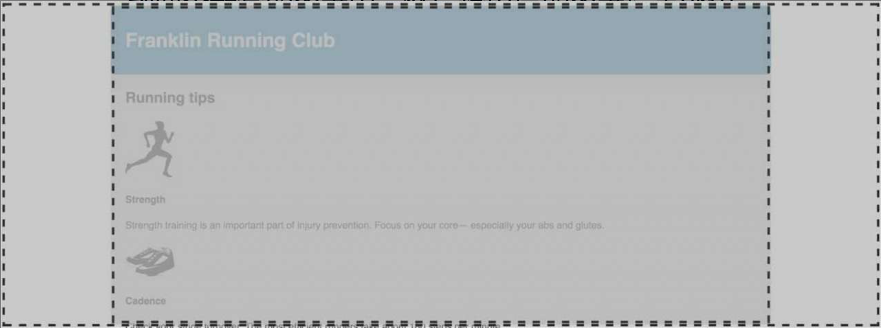 Franklin Running Club
Running tips
Strength
Strength training is an important part of injury prevention. Focus on your core— especially your abs and glutes.
Cadence